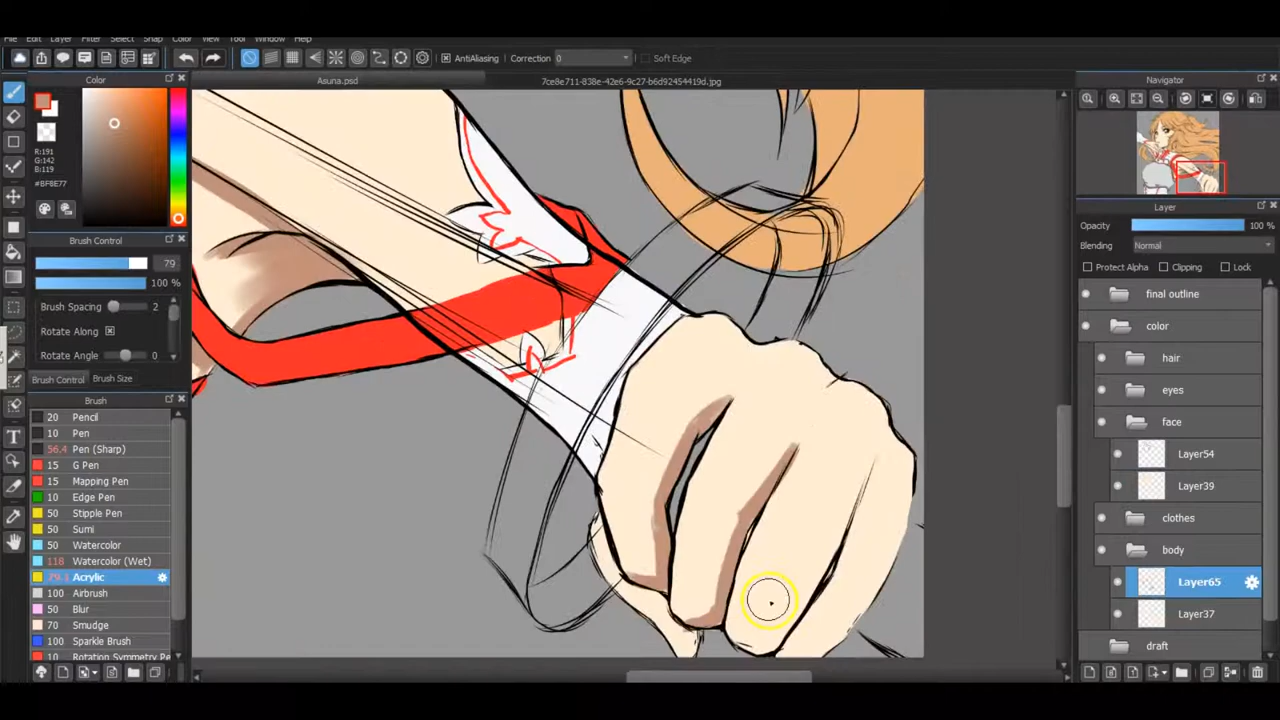 Edit Layer Filter Select Snap Color View Tool Window Help
AntiAliasing Correction 0 Soft Edge
Color
Asuna.psd
7ce8e711-838e-42e6-9c27-b6d92454419d.jpg
Navigator
R:191
G:142
B:119
#BF8E77
Brush Control
79
100 %
Brush Spacing 2
Rotate Along
Rotate Angle 0
Brush Control Brush Size
Brush
20 Pencil
10 Pen
56.4 Pen (Sharp)
15 G Pen
15 Mapping Pen
10 Edge Pen
50 Stipple Pen
50 Sumi
50 Watercolor
118 Watercolor (Wet)
Acrylic
100 Airbrush
50 Blur
70 Smudge
100 Sparkle Brush
10 Rotation Symmetry Pen
Layer
Opacity 100 %
Blending Normal
Protect Alpha Clipping Lock
final outline
color
hair
eyes
face
Layer54
Layer39
clothes
body
Layer65
Layer37
draft